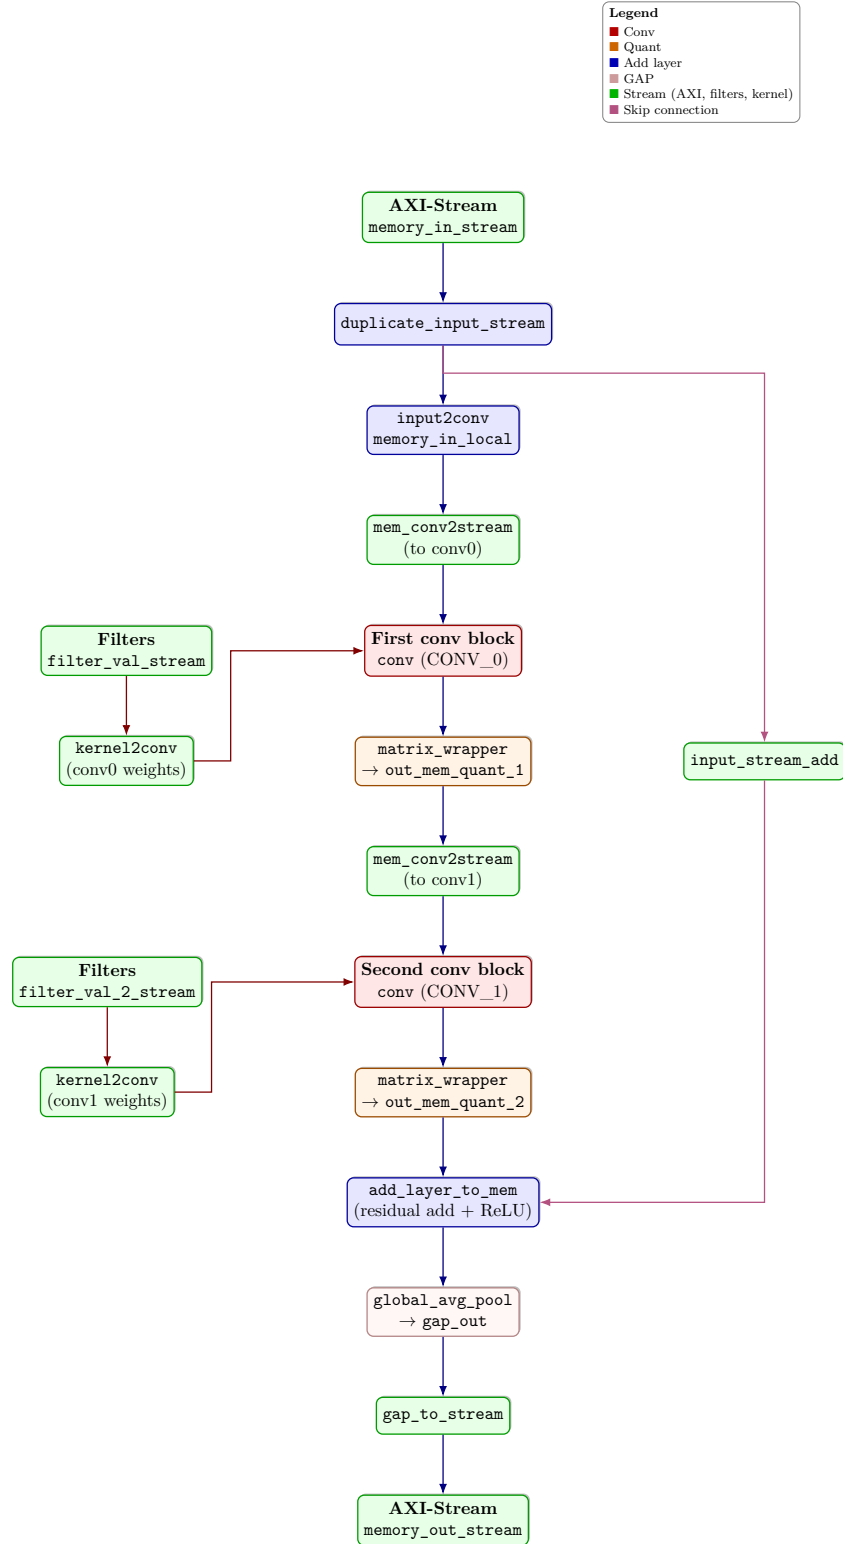 Legend
Conv
Quant
Add layer
GAP
Stream (AXI, filters, kernel)
Skip connection
AXI-Stream
memory_in_stream
duplicate_input_stream
input2conv
memory_in_local
mem_conv2stream
(to conv0)
Filters
filter_val_stream
First conv block
conv (CONV_0)
kernel2conv
(conv0 weights)
matrix_wrapper
→ out_mem_quant_1
input_stream_add
mem_conv2stream
(to conv1)
Filters
filter_val_2_stream
Second conv block
conv (CONV_1)
kernel2conv
(conv1 weights)
matrix_wrapper
→ out_mem_quant_2
add_layer_to_mem
(residual add + ReLU)
global_avg_pool
→ gap_out
gap_to_stream
AXI-Stream
memory_out_stream